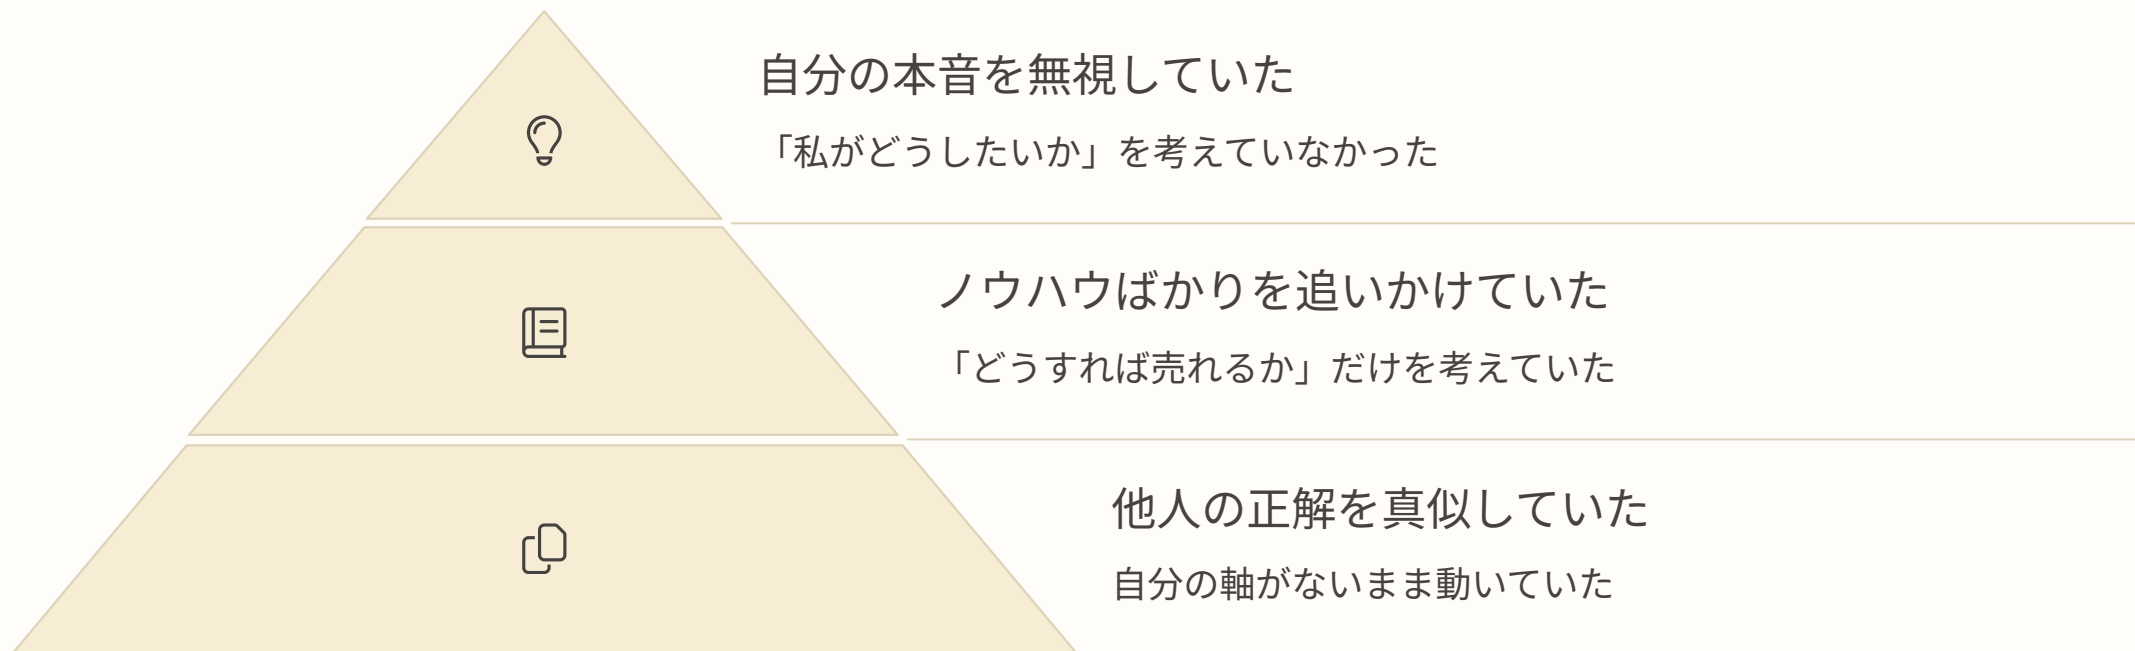 自分の本音を無視していた
「私がどうしたいか」を考えていなかった
ノウハウばかりを追いかけていた
「どうすれば売れるか」だけを考えていた
他人の正解を真似していた
自分の軸がないまま動いていた